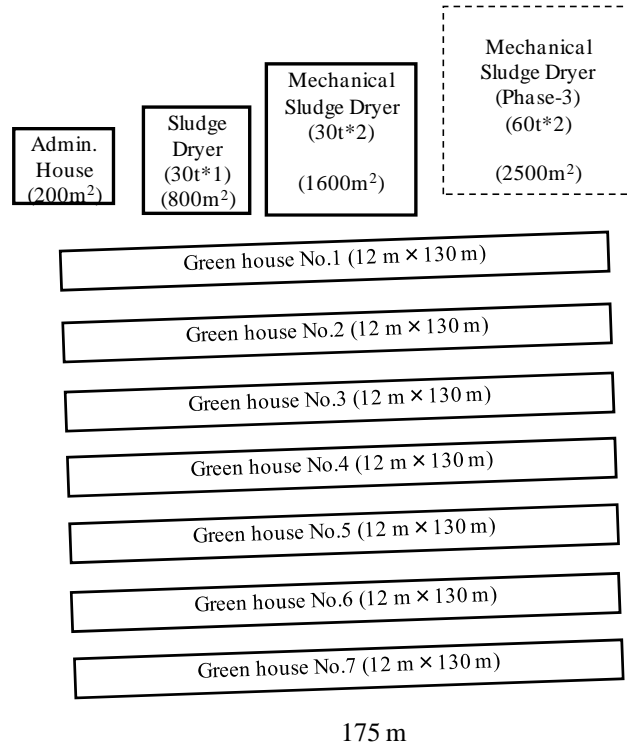 Admin.
House
(200m²)
Sludge
Dryer
(30t*1)
(800m²)
Mechanical
Sludge Dryer
(30t*2)
(1600m²)
Mechanical
Sludge Dryer
(Phase-3)
(60t*2)
(2500m²)
Green house No.1 (12 m × 130 m)
Green house No.2 (12 m × 130 m)
Green house No.3 (12 m × 130 m)
Green house No.4 (12 m × 130 m)
Green house No.5 (12 m × 130 m)
Green house No.6 (12 m × 130 m)
Green house No.7 (12 m × 130 m)
175 m